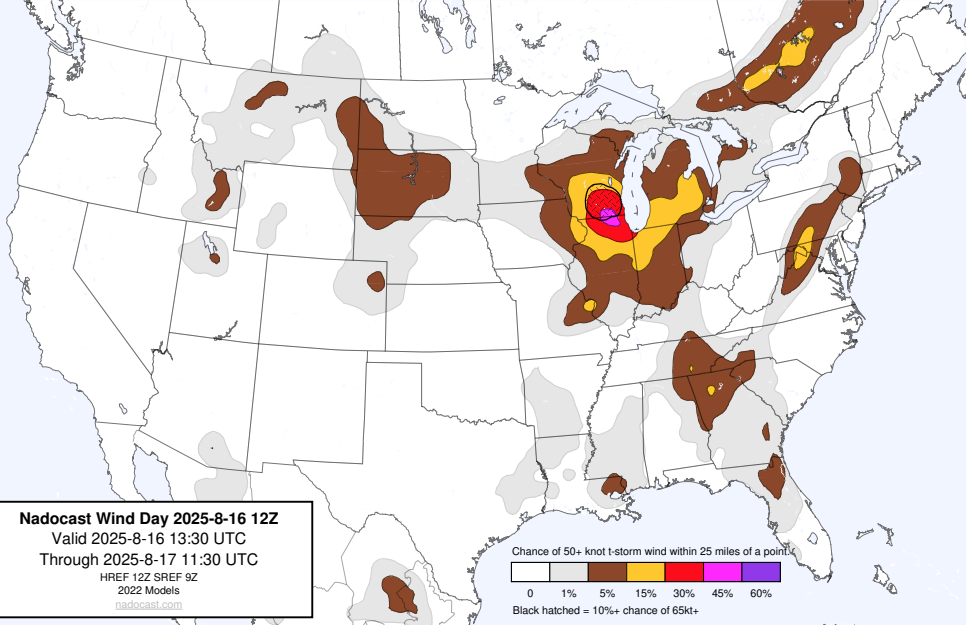 Nadocast Wind Day 2025-8-16 12Z
Valid 2025-8-16 13:30 UTC
Through 2025-8-17 11:30 UTC
HREF 12Z SREF 9Z
2022 Models
nadocast.com
Chance of 50+ knot t-storm wind within 25 miles of a point.
0 1% 5% 15% 30% 45% 60%
Black hatched = 10%+ chance of 65kt+